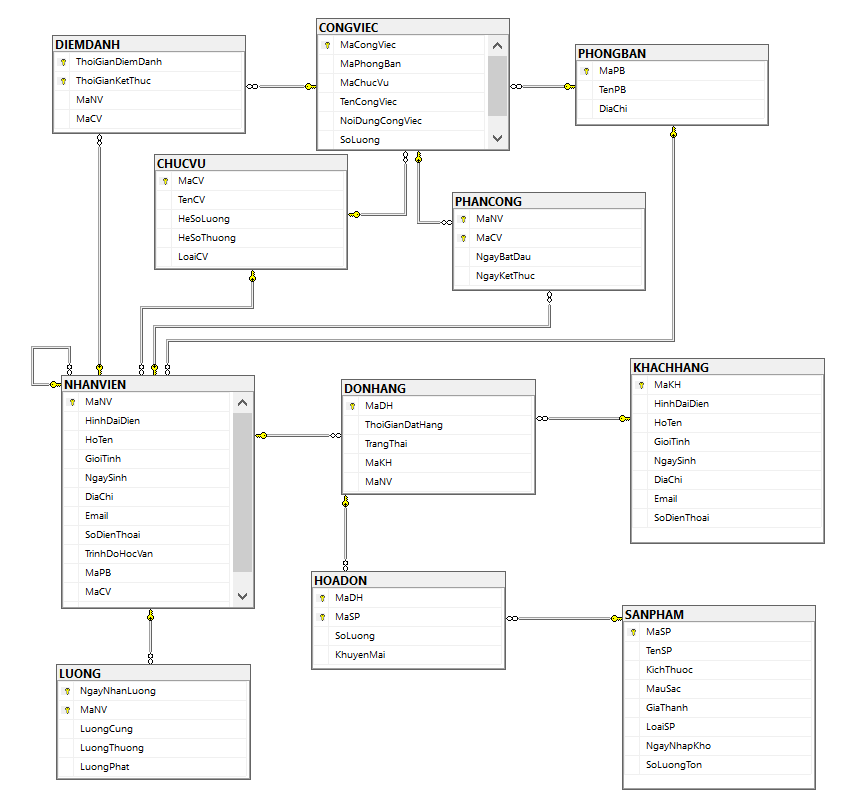 DIEMDANH
ThoiGianDiemDanh
ThoiGianKetThuc
MaNV
MaCV
CONGVIEC
MaCongViec
MaPhongBan
MaChucVu
TenCongViec
NoiDungCongViec
SoLuong
PHONGBAN
MaPB
TenPB
DiaChi
CHUCVU
MaCV
TenCV
HeSoLuong
HeSoThuong
LoaiCV
PHANCONG
MaNV
MaCV
NgayBatDau
NgayKetThuc
NHANVIEN
MaNV
HinhDaiDien
HoTen
GioiTinh
NgaySinh
DiaChi
Email
SoDienThoai
TrinhDoHocVan
MaPB
MaCV
DONHANG
MaDH
ThoiGianDatHang
TrangThai
MaKH
MaNV
KHACHHANG
MaKH
HinhDaiDien
HoTen
GioiTinh
NgaySinh
DiaChi
Email
SoDienThoai
HOADON
MaDH
MaSP
SoLuong
KhuyenMai
SANPHAM
MaSP
TenSP
KichThuoc
MauSac
GiaThanh
LoaiSP
NgayNhapKho
SoLuongTon
LUONG
NgayNhanLuong
MaNV
LuongCung
LuongThuong
LuongPhat